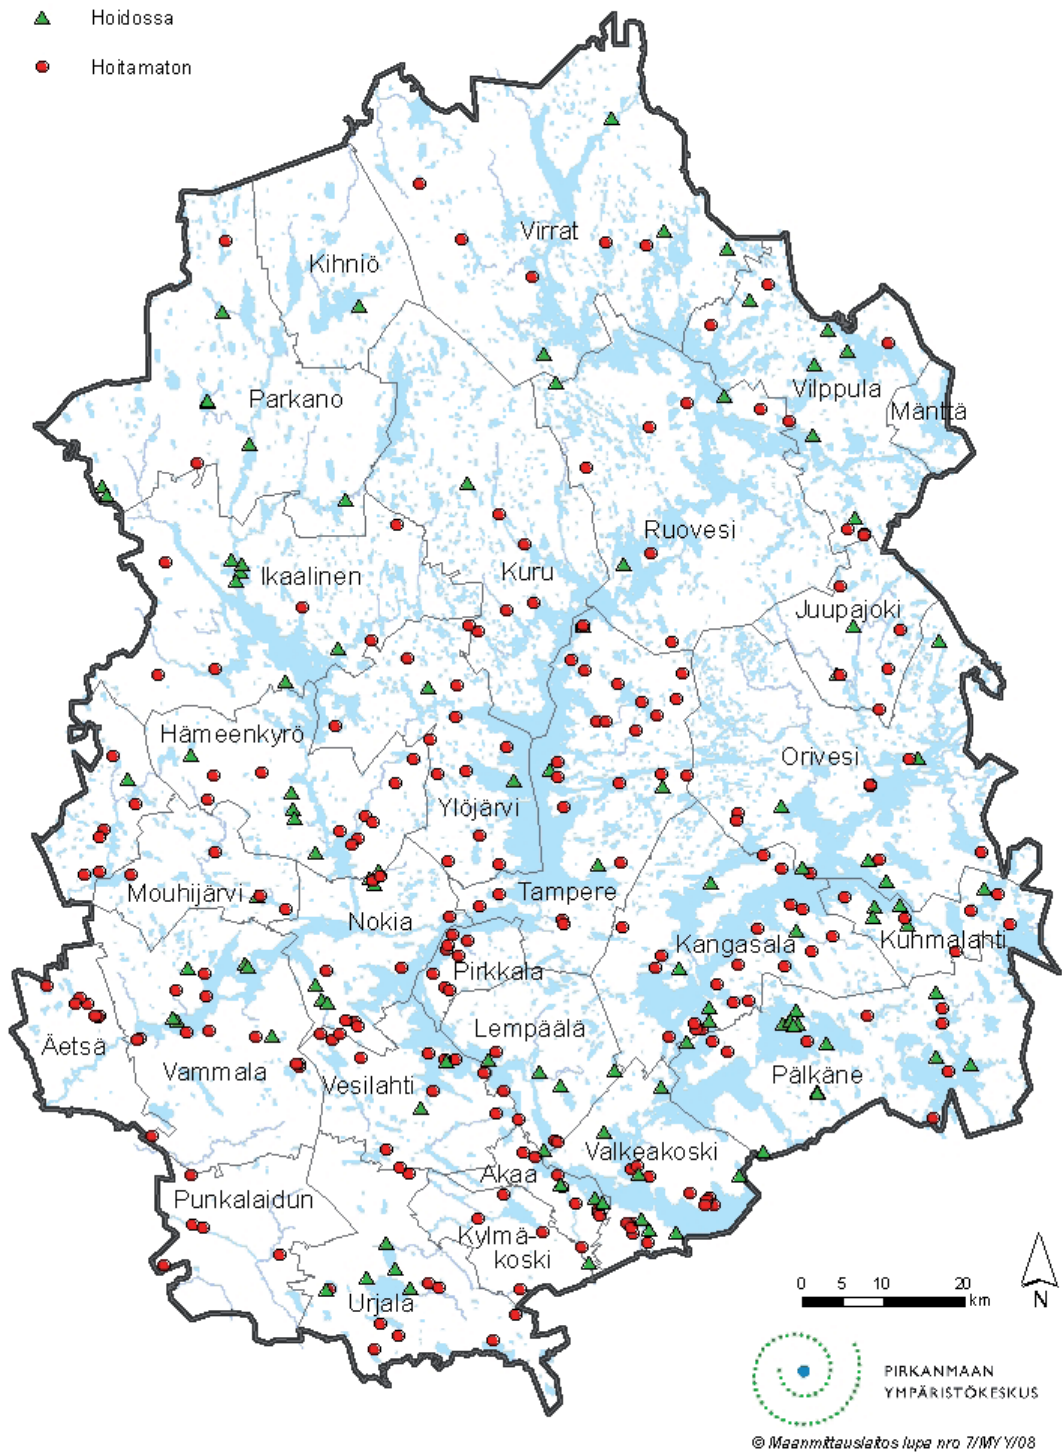 Hoidossa
Hoitamaton
Virrat
Kihniö
Parkano
Vilppula
Mänttä
Ruovesi
Ikaalinen
Kuru
Juupajoki
Hämeenkyrö
Orivesi
Ylöjärvi
Mouhijärvi
Tampere
Nokia
Kangasala
Kuhmalahti
Pirkkala
Lempäälä
Äetsä
Vammala
Vesilahti
Pälkäne
Valkeakoski
Akaa
Punkalaidun
Kylmä-
koski
Urjala
0 5 10 20
km
N
PIRKANMAAN
YMPÄRISTÖKESKUS
© Maanmittauslaitos lupa nro 7/MYY/08